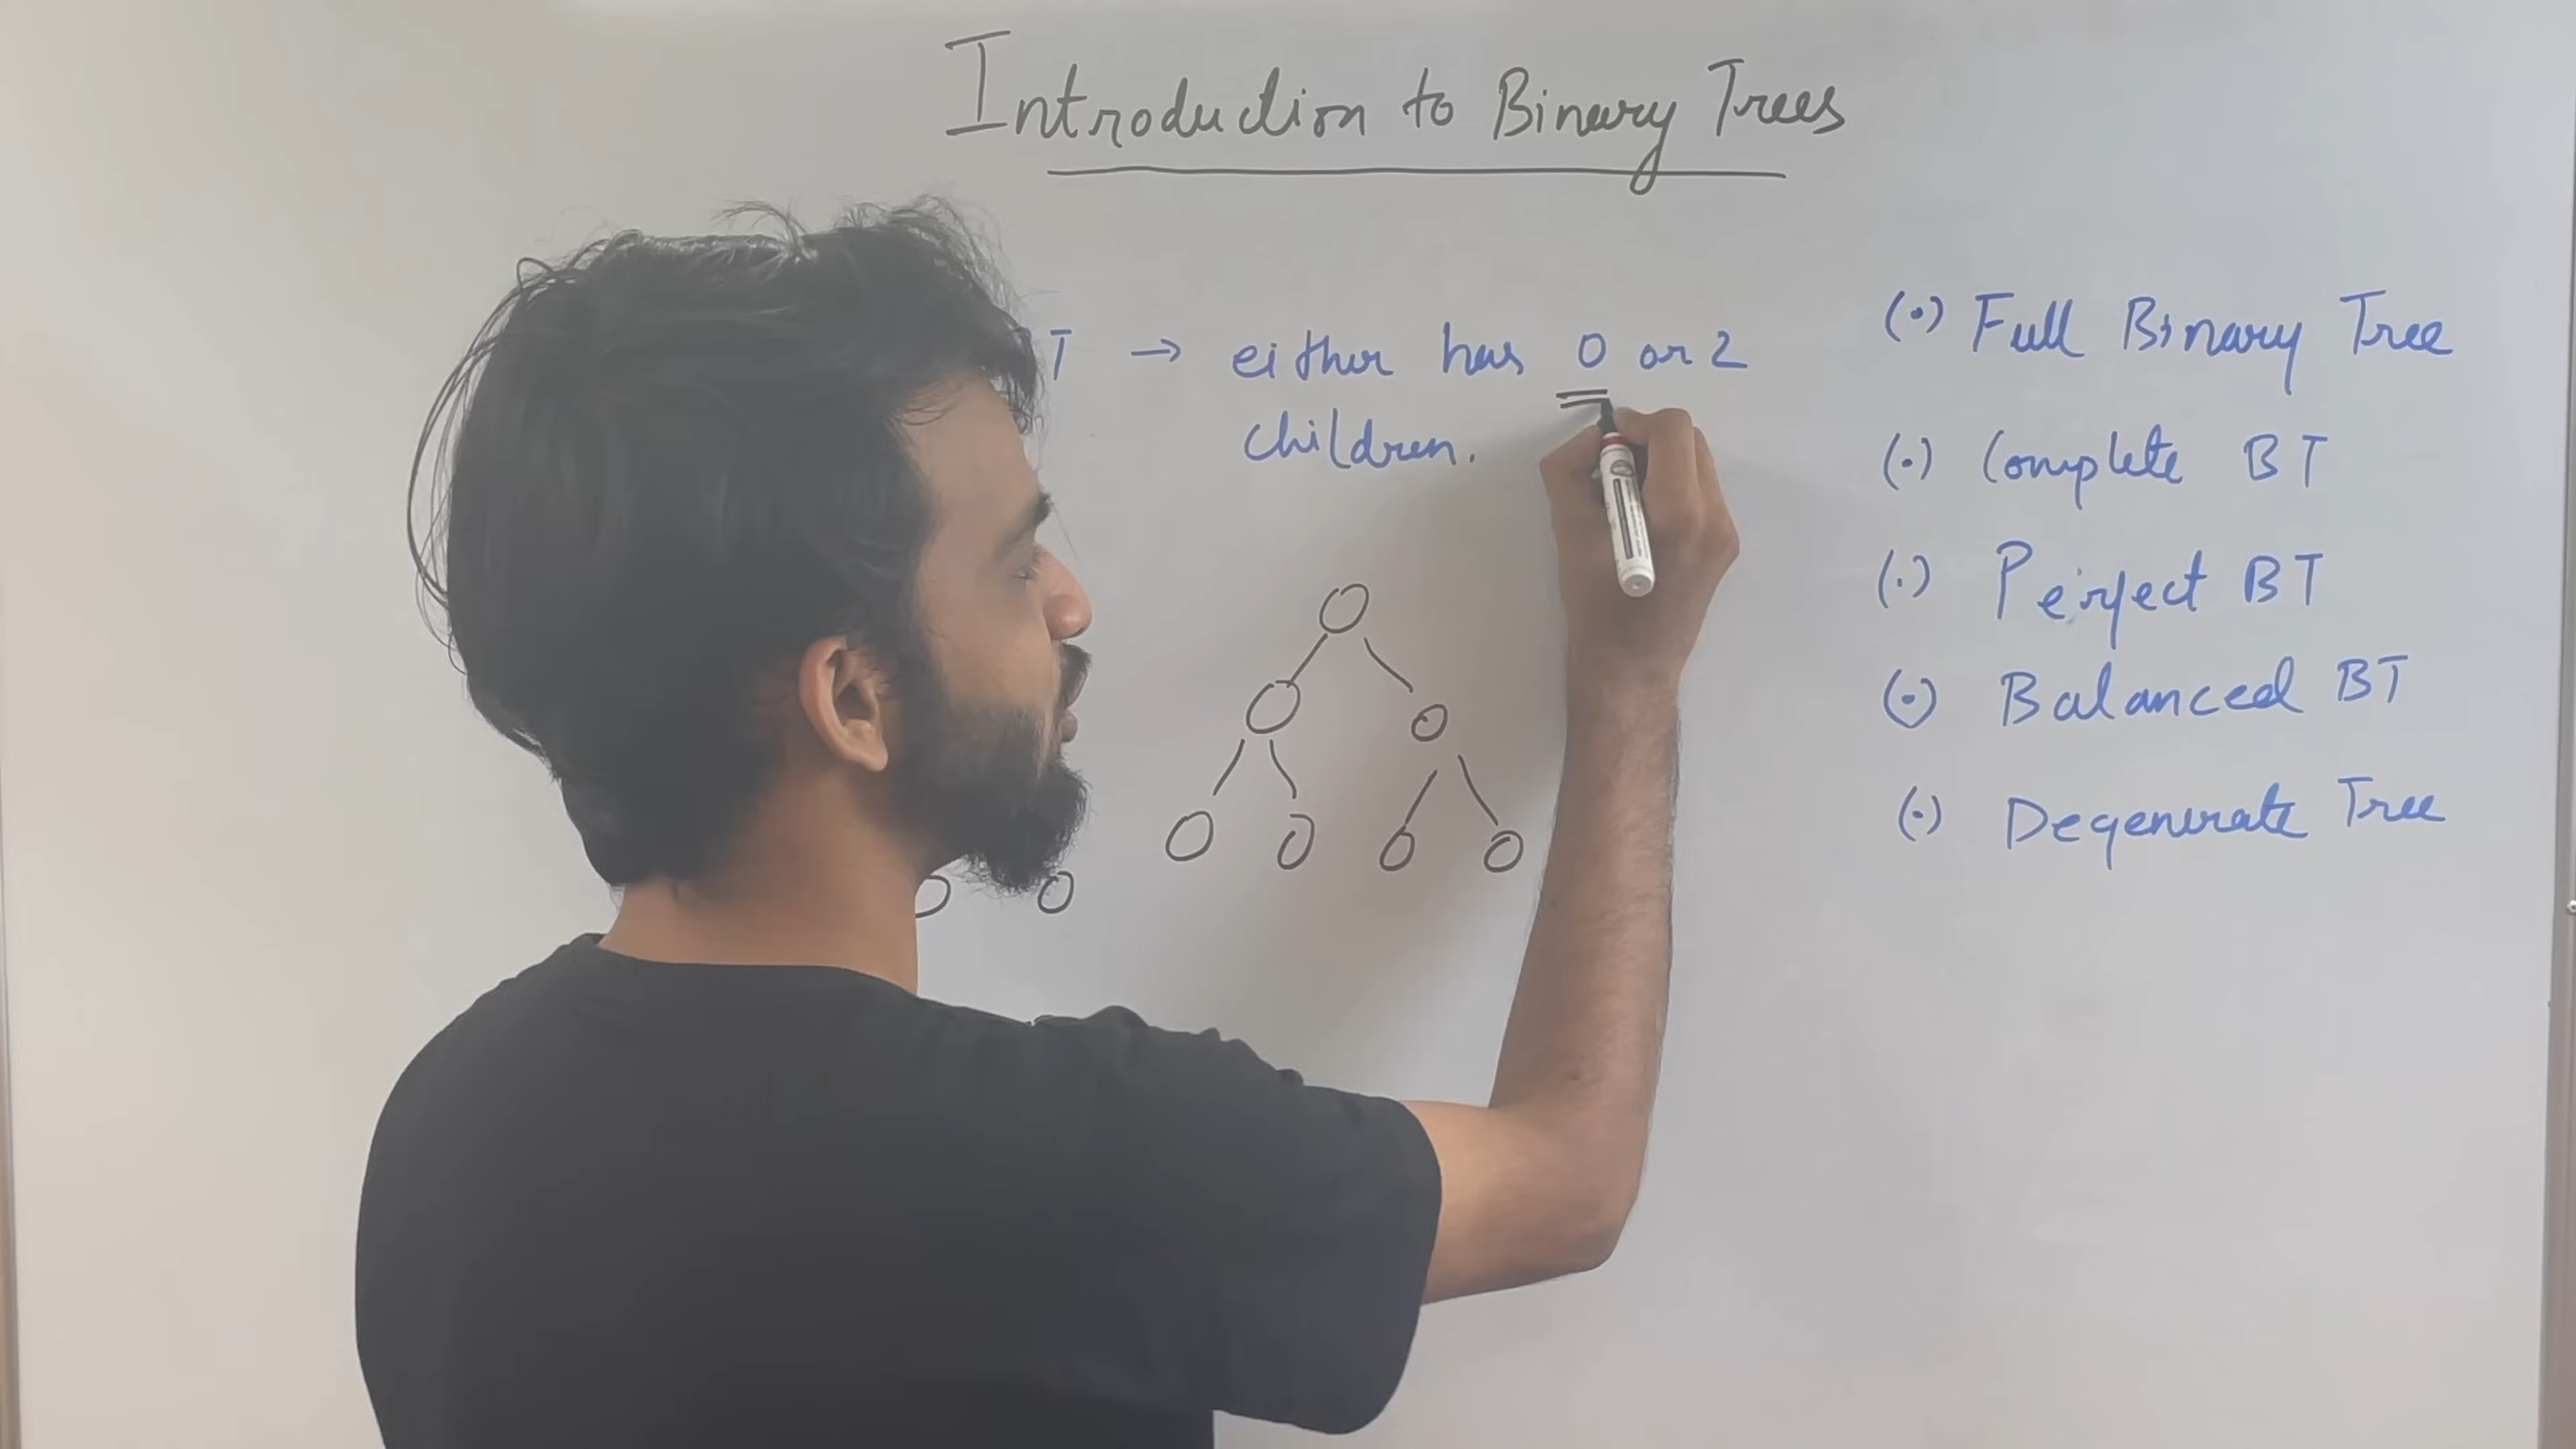 Introduction to Binary Trees
T → either has 0 or 2
children.
(•) Full Binary Tree
(•) Complete BT
(•) Perfect BT
(•) Balanced BT
(•) Degenerate Tree